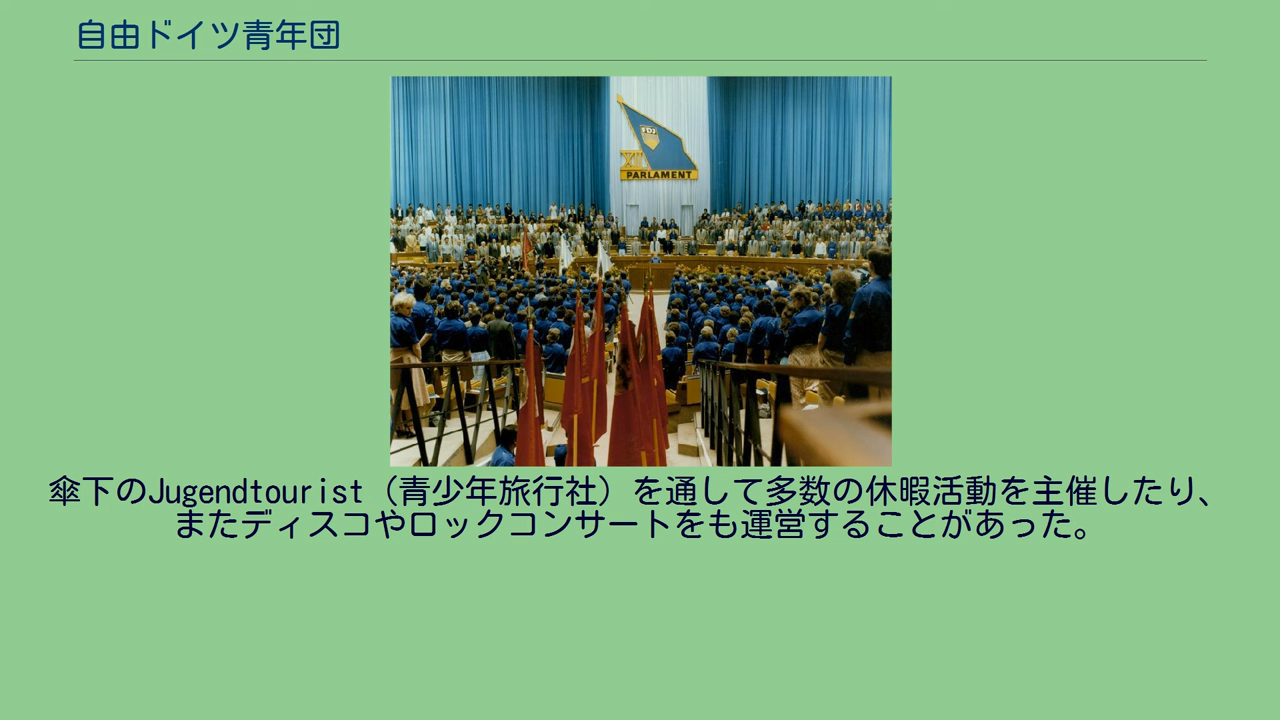 自由ドイツ青年団
FDJ
XII.
PARLAMENT
傘下のJugendtourist（青少年旅行社）を通して多数の休暇活動を主催したり、
またディスコやロックコンサートをも運営することがあった。